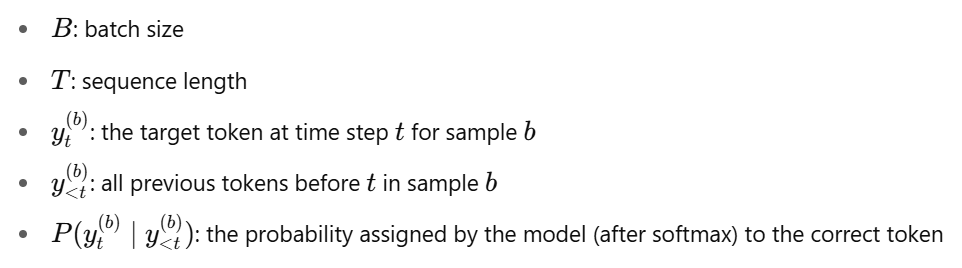 • $B$: batch size
• $T$: sequence length
• $y_t^{(b)}$: the target token at time step $t$ for sample $b$
• $y_{<t}^{(b)}$: all previous tokens before $t$ in sample $b$
• $P(y_t^{(b)} \mid y_{<t}^{(b)})$: the probability assigned by the model (after softmax) to the correct token